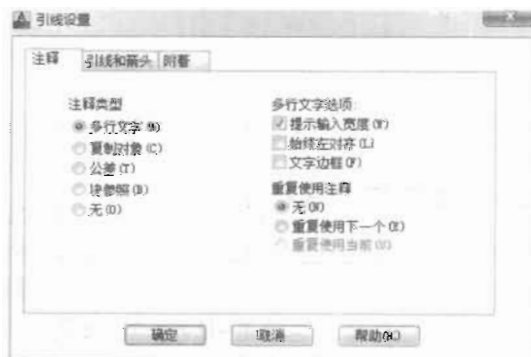 引线设置
注释 引线和箭头 附着
注释类型
多行文字(M)
复制对象(C)
公差(T)
块参照(B)
无(O)
多行文字选项:
提示输入宽度(W)
始终左对齐(L)
文字边框(F)
重复使用注释
无(N)
重复使用下一个(E)
重复使用当前(U)
确定 取消 帮助(H)